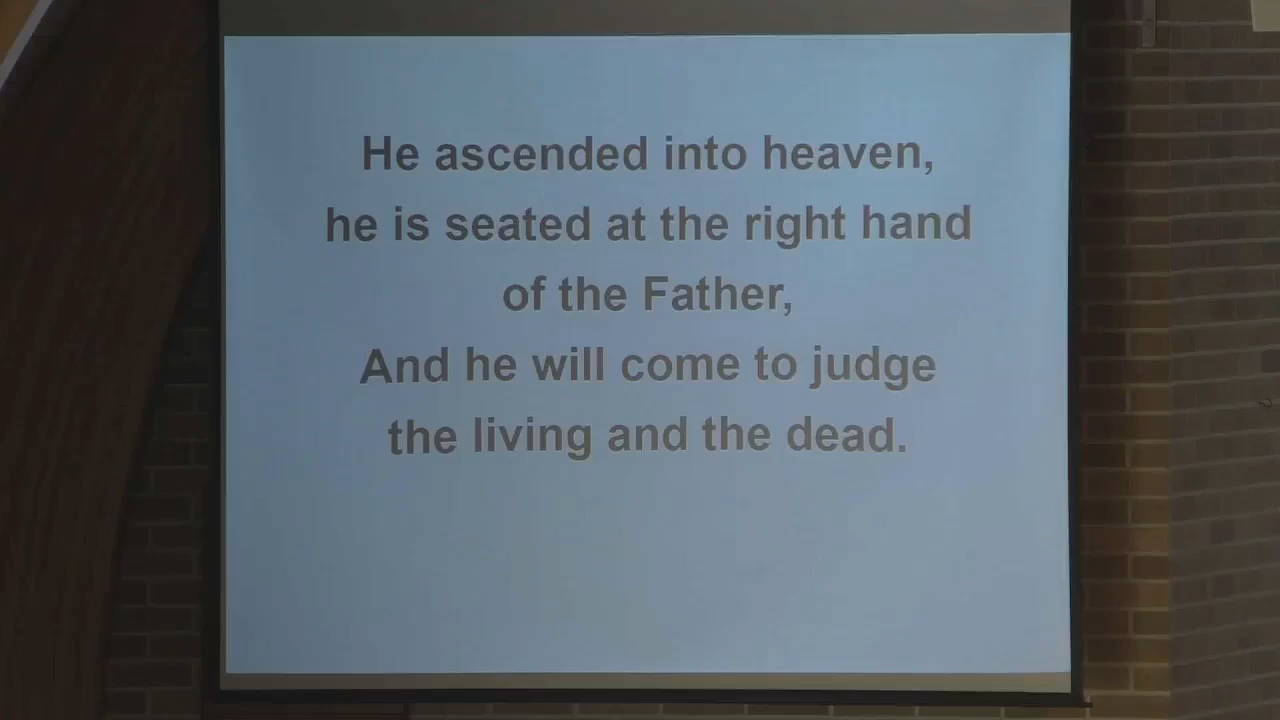 He ascended into heaven,
he is seated at the right hand
of the Father,
And he will come to judge
the living and the dead.